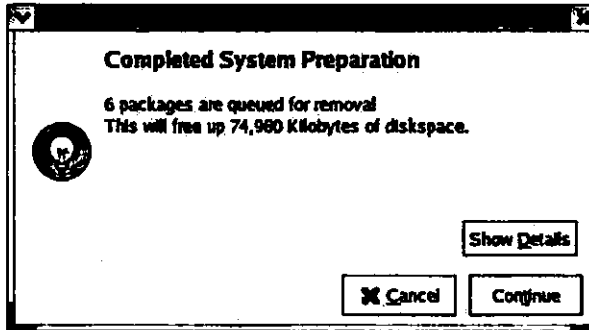 Completed System Preparation
6 packages are queued for removal
This will free up 74,960 Kilobytes of diskspace.
Show Details
Cancel
Continue